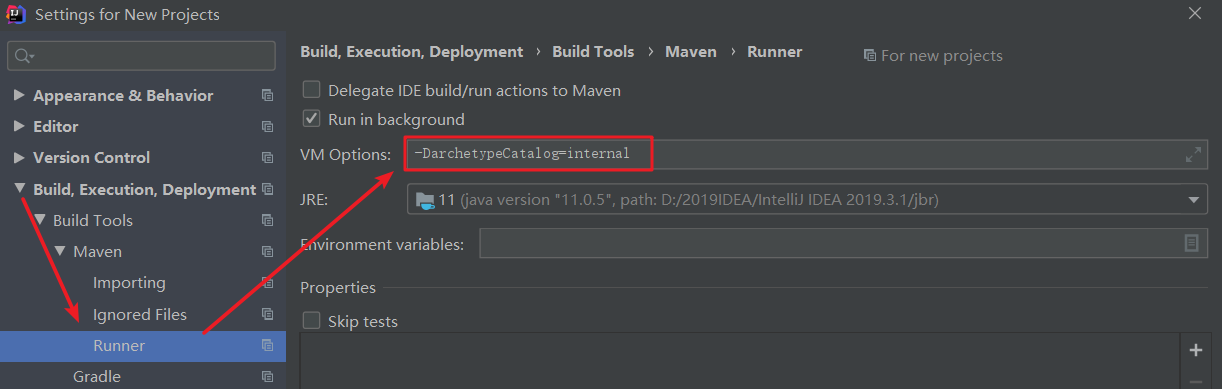 Settings for New Projects
Appearance & Behavior
Editor
Version Control
Build, Execution, Deployment
Build Tools
Maven
Importing
Ignored Files
Runner
Gradle
Build, Execution, Deployment › Build Tools › Maven › Runner For new projects
Delegate IDE build/run actions to Maven
Run in background
VM Options: -DarchetypeCatalog=internal
JRE: 11 (java version "11.0.5", path: D:/2019IDEA/IntelliJ IDEA 2019.3.1/jbr)
Environment variables:
Properties
Skip tests